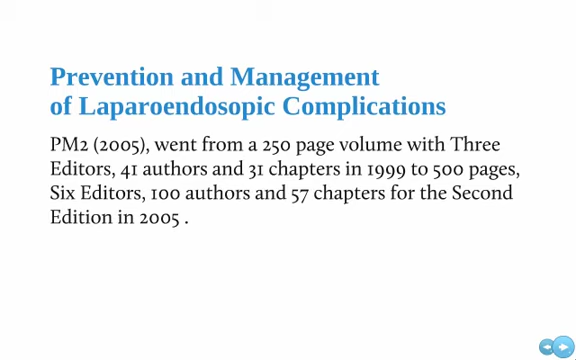 Prevention and Management
of Laparoendosopic Complications
PM2 (2005), went from a 250 page volume with Three
Editors, 41 authors and 31 chapters in 1999 to 500 pages,
Six Editors, 100 authors and 57 chapters for the Second
Edition in 2005 .